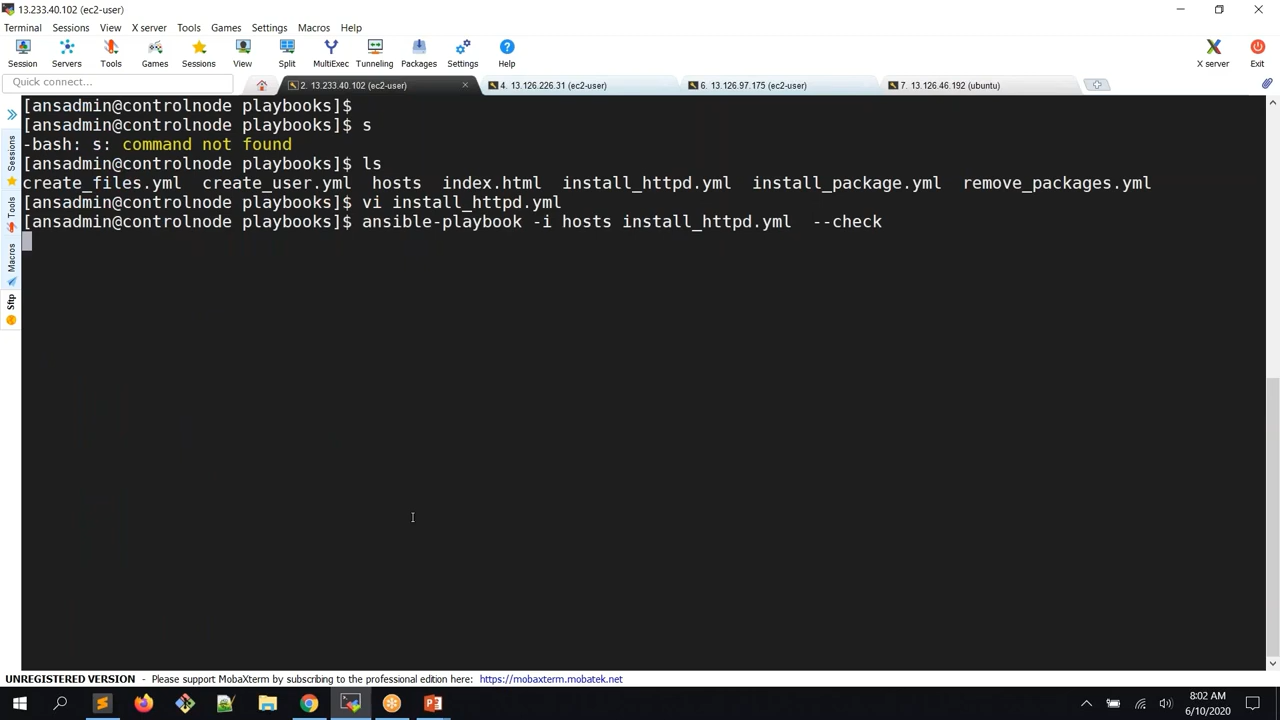 13.233.40.102 (ec2-user)
Terminal Sessions View X server Tools Games Settings Macros Help
Session Servers Tools Games Sessions View Split MultiExec Tunneling Packages Settings Help X server Exit
Quick connect... 2. 13.233.40.102 (ec2-user) 4. 13.126.226.31 (ec2-user) 6. 13.126.97.175 (ec2-user) 7. 13.126.46.192 (ubuntu)
[ansadmin@controlnode playbooks]$
[ansadmin@controlnode playbooks]$ s
-bash: s: command not found
[ansadmin@controlnode playbooks]$ ls
create_files.yml create_user.yml hosts index.html install_httpd.yml install_package.yml remove_packages.yml
[ansadmin@controlnode playbooks]$ vi install_httpd.yml
[ansadmin@controlnode playbooks]$ ansible-playbook -i hosts install_httpd.yml --check
Sessions
Tools
Macros
Sftp
UNREGISTERED VERSION - Please support MobaXterm by subscribing to the professional edition here: https://mobaxterm.mobatek.net
8:02 AM
6/10/2020